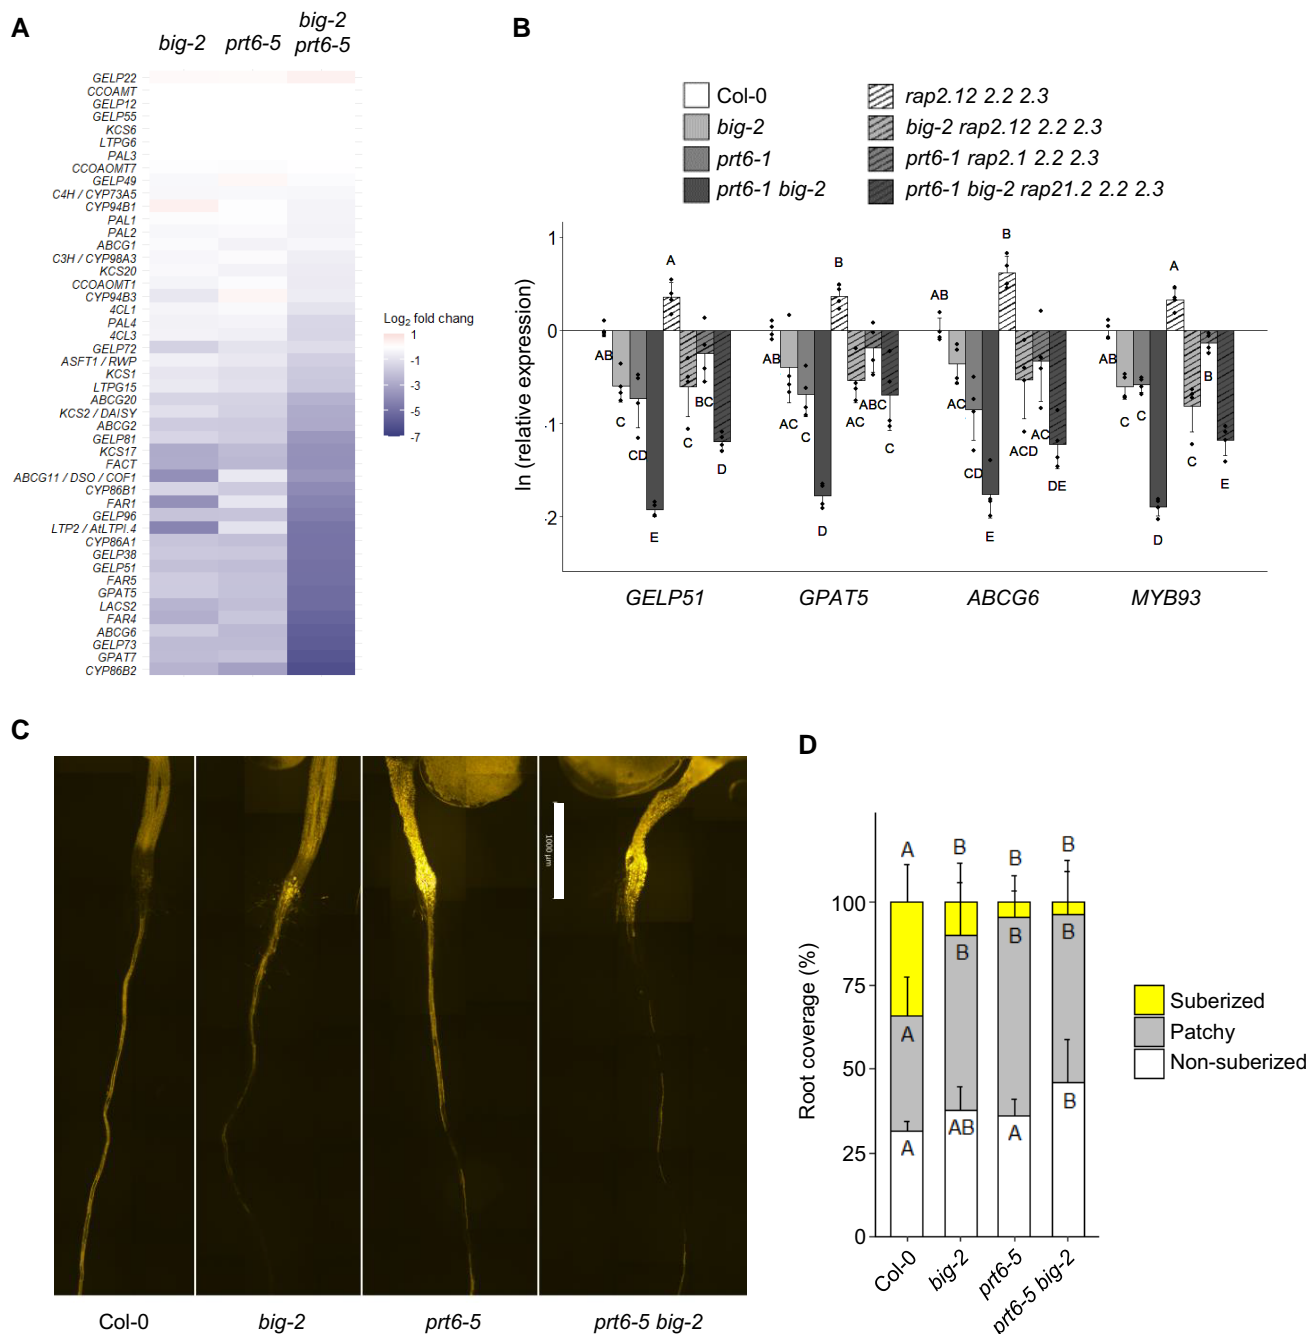 A
big-2
prt6-5
big-2
prt6-5
GELP22
CCOAMT
GELP12
GELP55
KCS6
LTPG6
PAL3
CCOAOMT7
GELP49
C4H / CYP73A5
CYP94B1
PAL1
PAL2
ABCG1
C3H / CYP98A3
KCS20
CCOAOMT1
CYP94B3
4CL1
PAL4
4CL3
GELP72
ASFT1 / RWP
KCS1
LTPG15
ABCG20
KCS2 / DAISY
ABCG2
GELP81
KCS17
FACT
ABCG11 / DSO / COF1
CYP86B1
FAR1
GELP96
LTP2 / AtLTPI.4
CYP86A1
GELP38
GELP51
FAR5
GPAT5
LACS2
FAR4
ABCG6
GELP73
GPAT7
CYP86B2
Log2 fold chang
1
-1
-3
-5
-7
B
Col-0
big-2
prt6-1
prt6-1 big-2
rap2.12 2.2 2.3
big-2 rap2.12 2.2 2.3
prt6-1 rap2.1 2.2 2.3
prt6-1 big-2 rap21.2 2.2 2.3
ln (relative expression)
1
0
-1
-2
AB
C
CD
E
A
C
BC
D
AB
AC
C
D
B
AC
ABC
C
AB
AC
CD
E
B
ACD
AC
DE
AB
C
C
D
A
C
B
E
GELP51
GPAT5
ABCG6
MYB93
C
1000 µm
Col-0
big-2
prt6-5
prt6-5 big-2
D
Root coverage (%)
100
75
50
25
0
A
B
B
B
A
B
B
B
A
AB
A
B
Suberized
Patchy
Non-suberized
Col-0
big-2
prt6-5
prt6-5 big-2